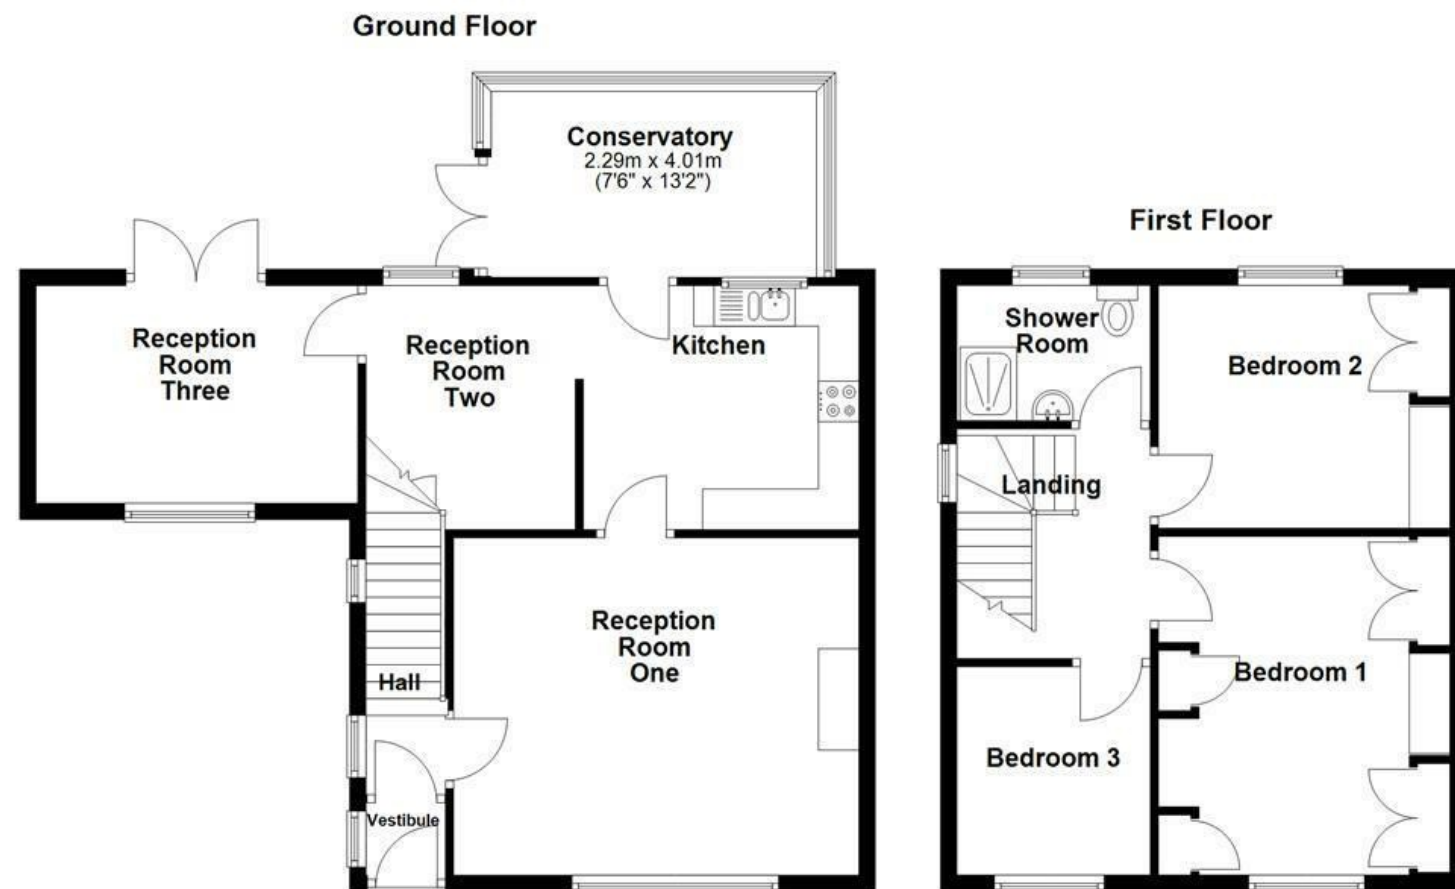 Ground Floor
Conservatory
2.29m x 4.01m
(7'6" x 13'2")
Reception
Room
Three
Reception
Room
Two
Kitchen
Reception
Room
One
Hall
Vestibule
First Floor
Shower
Room
Bedroom 2
Landing
Bedroom 1
Bedroom 3